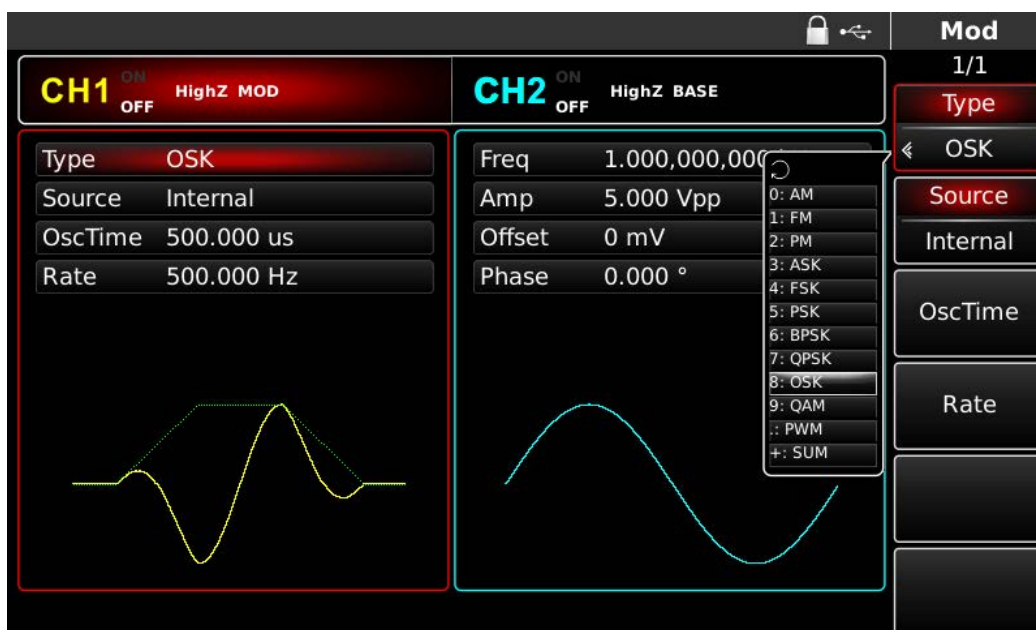 Mod
1/1
CH1 ON OFF HighZ MOD
CH2 ON OFF HighZ BASE
Type
OSK
Source
Internal
OscTime
Rate
Type OSK
Source Internal
OscTime 500.000 us
Rate 500.000 Hz
Freq 1.000,000,000
Amp 5.000 Vpp
Offset 0 mV
Phase 0.000 °
0: AM
1: FM
2: PM
3: ASK
4: FSK
5: PSK
6: BPSK
7: QPSK
8: OSK
9: QAM
.: PWM
+: SUM